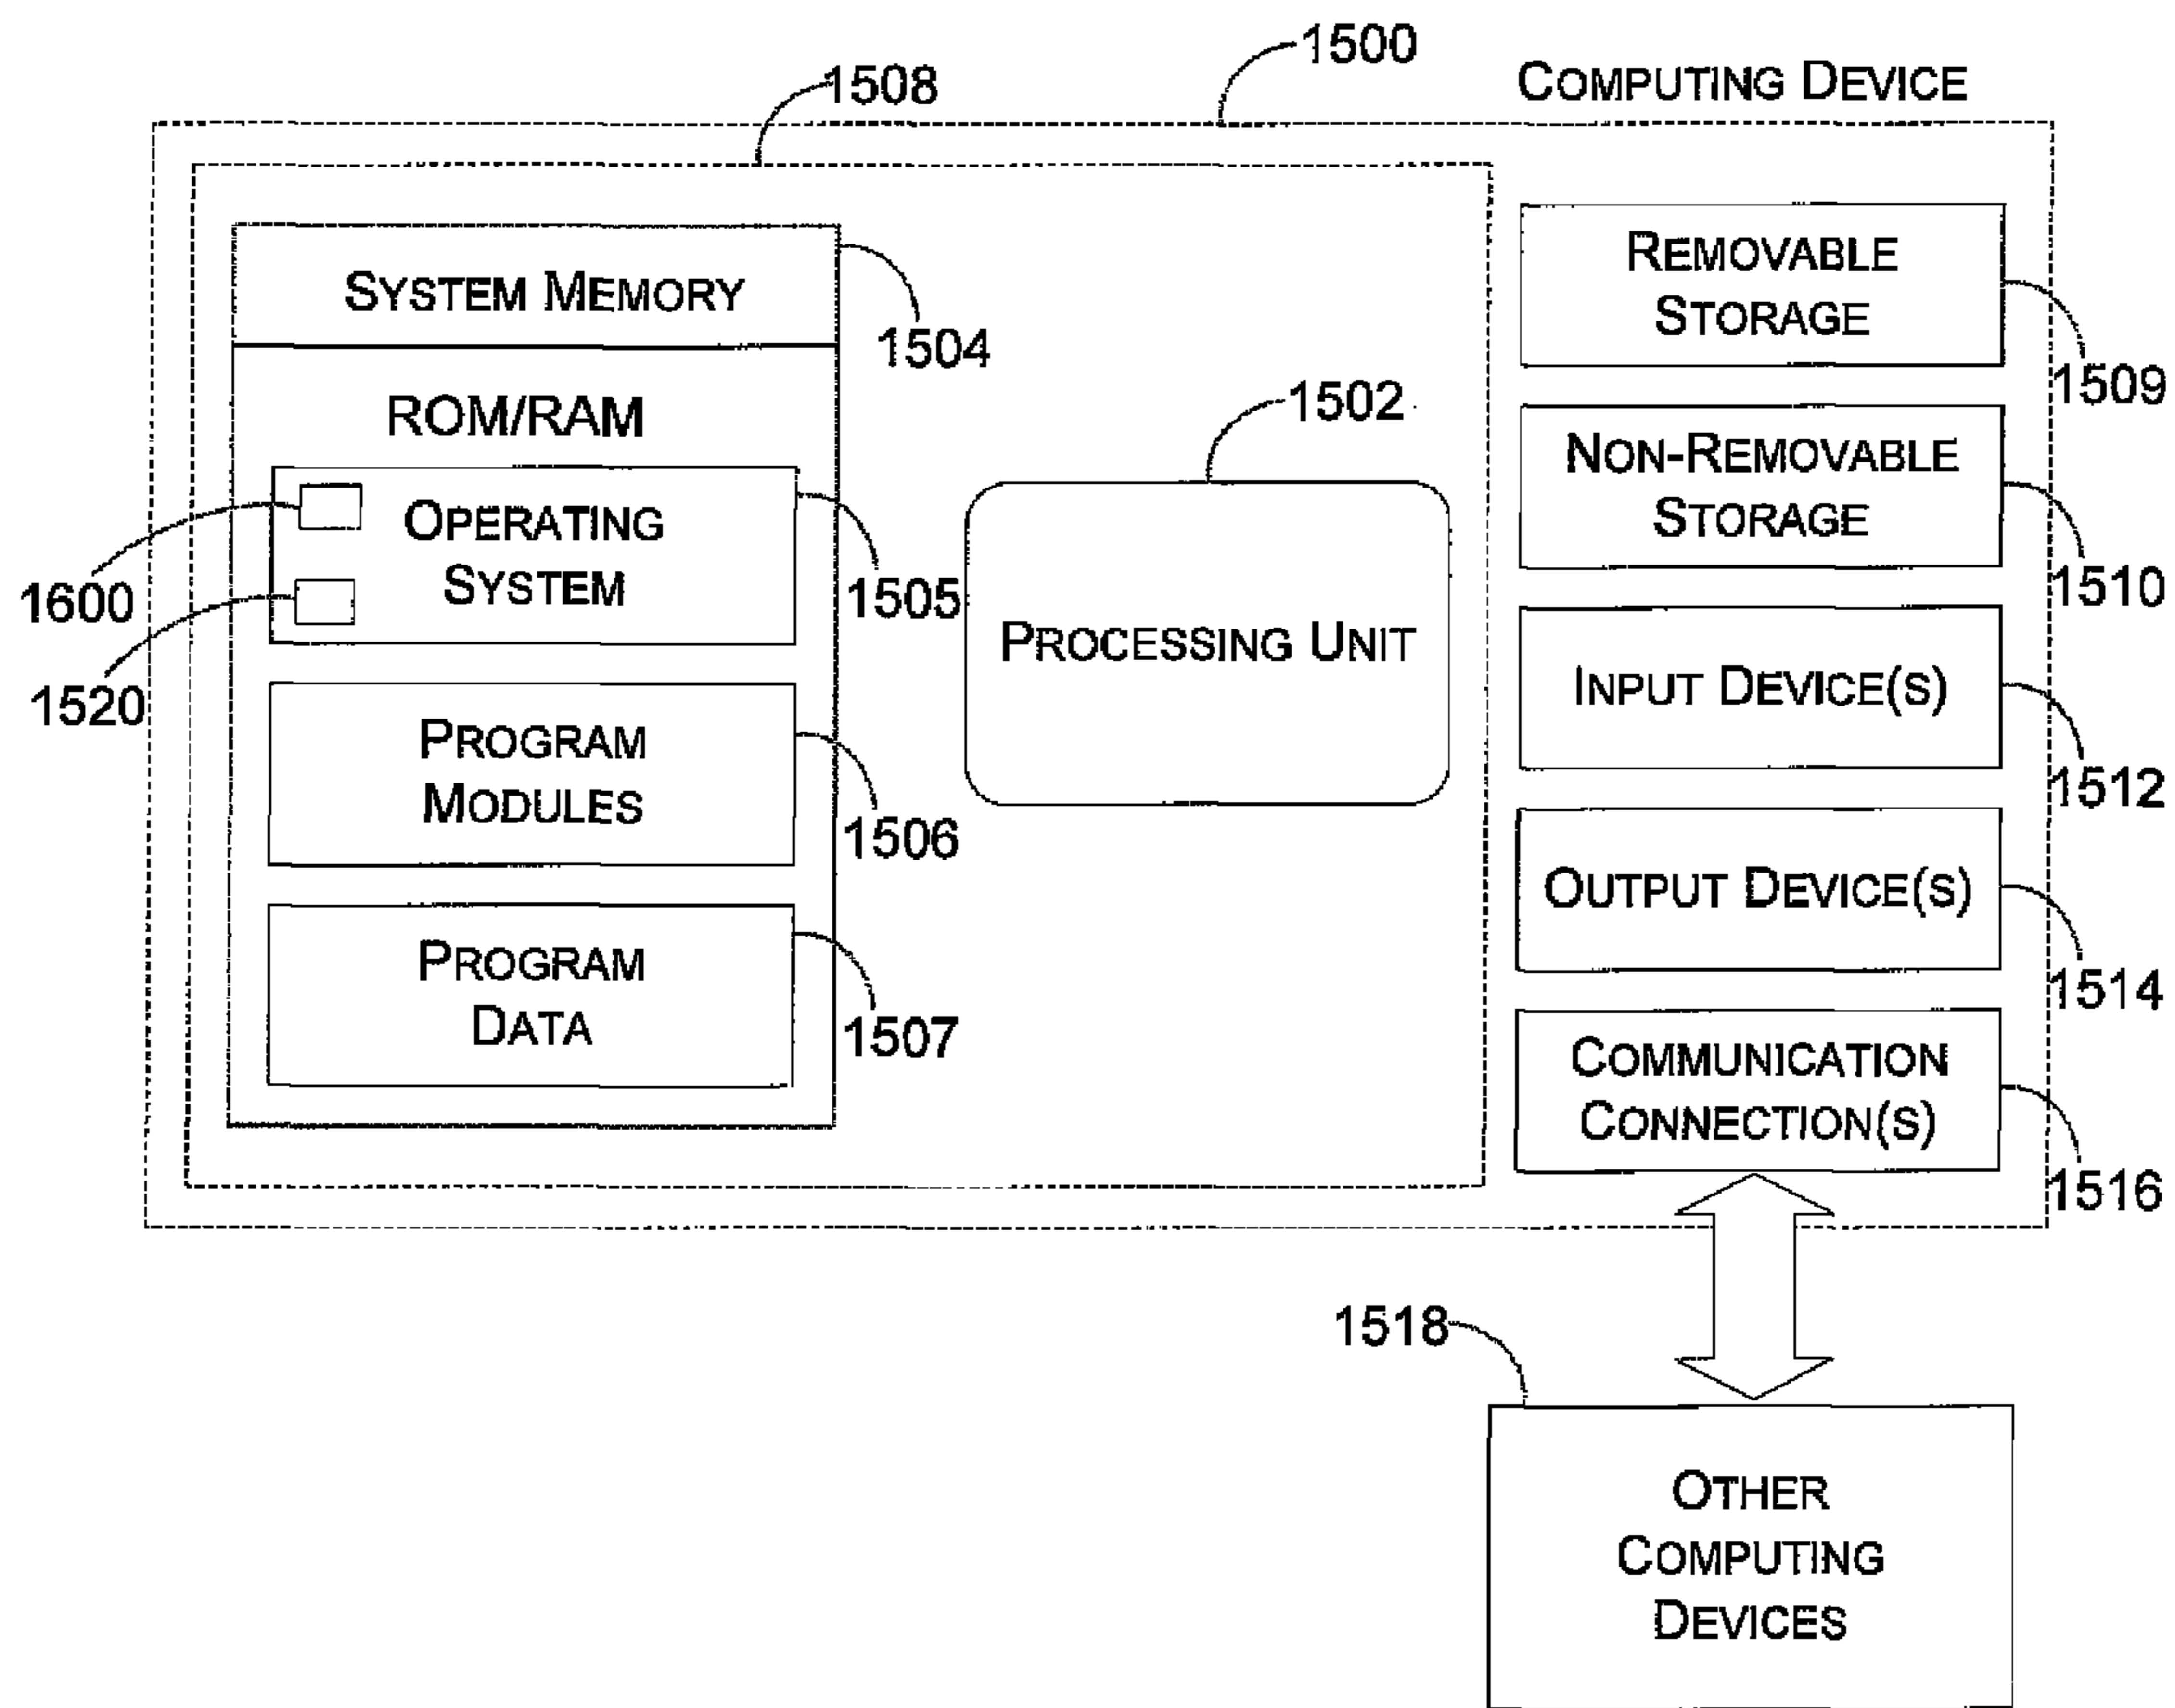 1500
COMPUTING DEVICE
1508
SYSTEM MEMORY
1504
ROM/RAM
OPERATING
SYSTEM
1505
1600
1520
PROGRAM
MODULES
1506
PROGRAM
DATA
1507
1502
PROCESSING UNIT
REMOVABLE
STORAGE
1509
NON-REMOVABLE
STORAGE
1510
INPUT DEVICE(S)
1512
OUTPUT DEVICE(S)
1514
COMMUNICATION
CONNECTION(S)
1516
1518
OTHER
COMPUTING
DEVICES